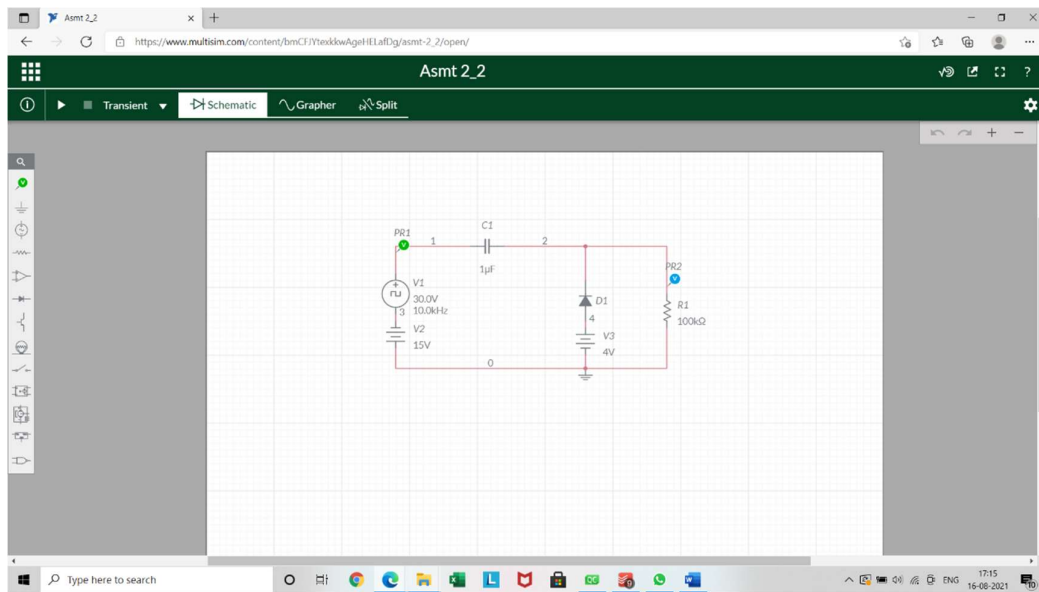 Asmt 2_2
https://www.multisim.com/content/bmCFJYtexkkwAgeHELafDg/asmt-2_2/open/
Asmt 2_2
Transient
Schematic
Grapher
Split
C1
PR1
1
2
1μF
PR2
V1
30.0V
10.0kHz
D1
R1
100kΩ
3
4
V2
15V
V3
4V
0
Type here to search
ENG
17:15
16-08-2021